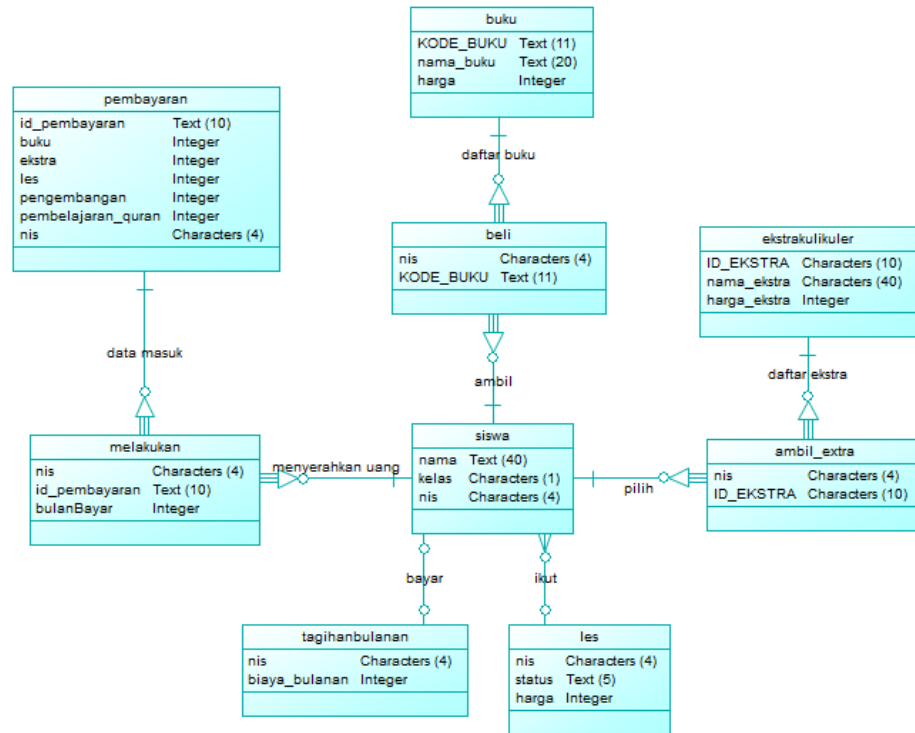 buku
KODE_BUKU Text (11)
nama_buku Text (20)
harga Integer
pembayaran
id_pembayaran Text (10)
buku Integer
ekstra Integer
les Integer
pengembangan Integer
pembelajaran_quran Integer
nis Characters (4)
daftar buku
beli
nis Characters (4)
KODE_BUKU Text (11)
ekstrakulikuler
ID_EKSTRA Characters (10)
nama_ekstra Characters (40)
harga_ekstra Integer
data masuk
ambil
daftar ekstra
melakukan
nis Characters (4)
id_pembayaran Text (10)
bulanBayar Integer
menyerahkan uang
siswa
nama Text (40)
kelas Characters (1)
nis Characters (4)
pilih
ambil_extra
nis Characters (4)
ID_EKSTRA Characters (10)
bayar
ikut
tagihanbulanan
nis Characters (4)
biaya_bulanan Integer
les
nis Characters (4)
status Text (5)
harga Integer